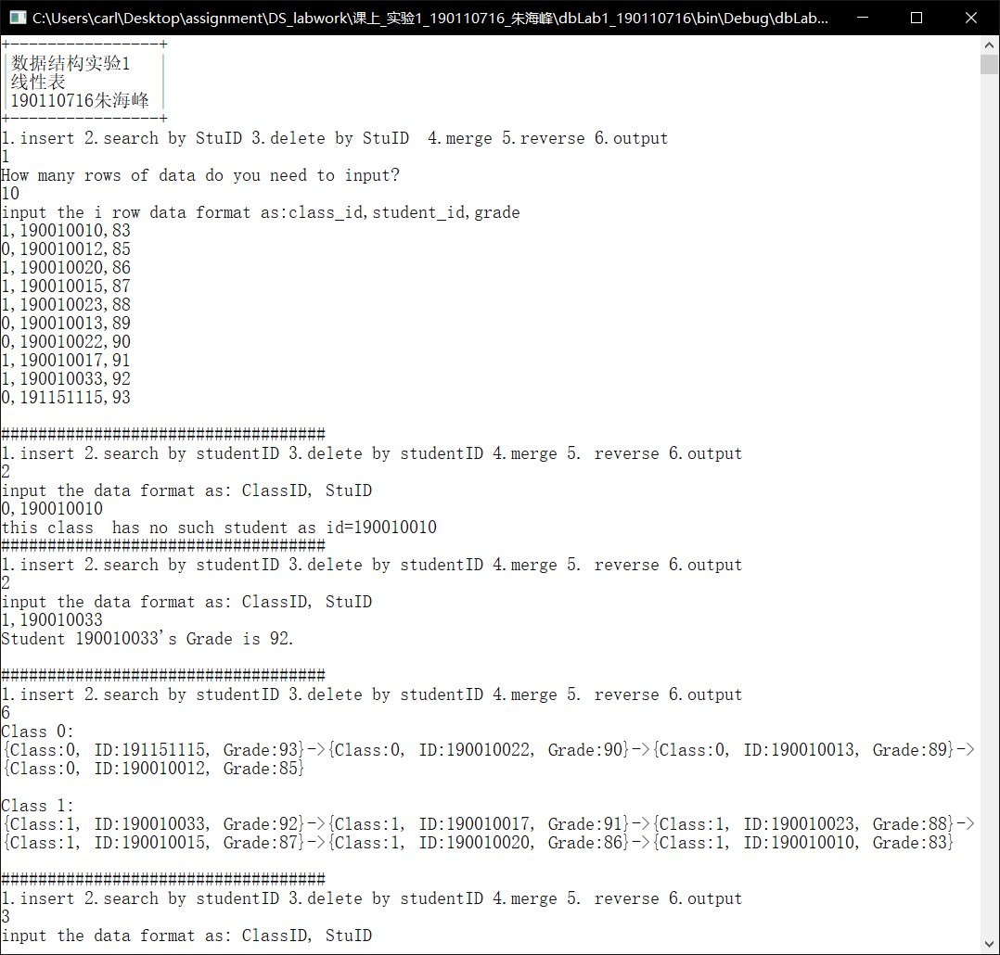 C:\Users\carl\Desktop\assignment\DS_labwork\课上_实验1_190110716_朱海峰\dbLab1_190110716\bin\Debug\dbLab...
+----------------+
|数据结构实验1 |
|线性表 |
|190110716朱海峰 |
+----------------+
1.insert 2.search by StuID 3.delete by StuID  4.merge 5.reverse 6.output
1
How many rows of data do you need to input?
10
input the i row data format as:class_id,student_id,grade
1,190010010,83
0,190010012,85
1,190010020,86
1,190010015,87
1,190010023,88
0,190010013,89
0,190010022,90
1,190010017,91
1,190010033,92
0,191151115,93
###################################
1.insert 2.search by studentID 3.delete by studentID 4.merge 5. reverse 6.output
2
input the data format as: ClassID, StuID
0,190010010
this class  has no such student as id=190010010
###################################
1.insert 2.search by studentID 3.delete by studentID 4.merge 5. reverse 6.output
2
input the data format as: ClassID, StuID
1,190010033
Student 190010033's Grade is 92.
###################################
1.insert 2.search by studentID 3.delete by studentID 4.merge 5. reverse 6.output
6
Class 0:
{Class:0, ID:191151115, Grade:93}->{Class:0, ID:190010022, Grade:90}->{Class:0, ID:190010013, Grade:89}->
{Class:0, ID:190010012, Grade:85}
Class 1:
{Class:1, ID:190010033, Grade:92}->{Class:1, ID:190010017, Grade:91}->{Class:1, ID:190010023, Grade:88}->
{Class:1, ID:190010015, Grade:87}->{Class:1, ID:190010020, Grade:86}->{Class:1, ID:190010010, Grade:83}
###################################
1.insert 2.search by studentID 3.delete by studentID 4.merge 5. reverse 6.output
3
input the data format as: ClassID, StuID